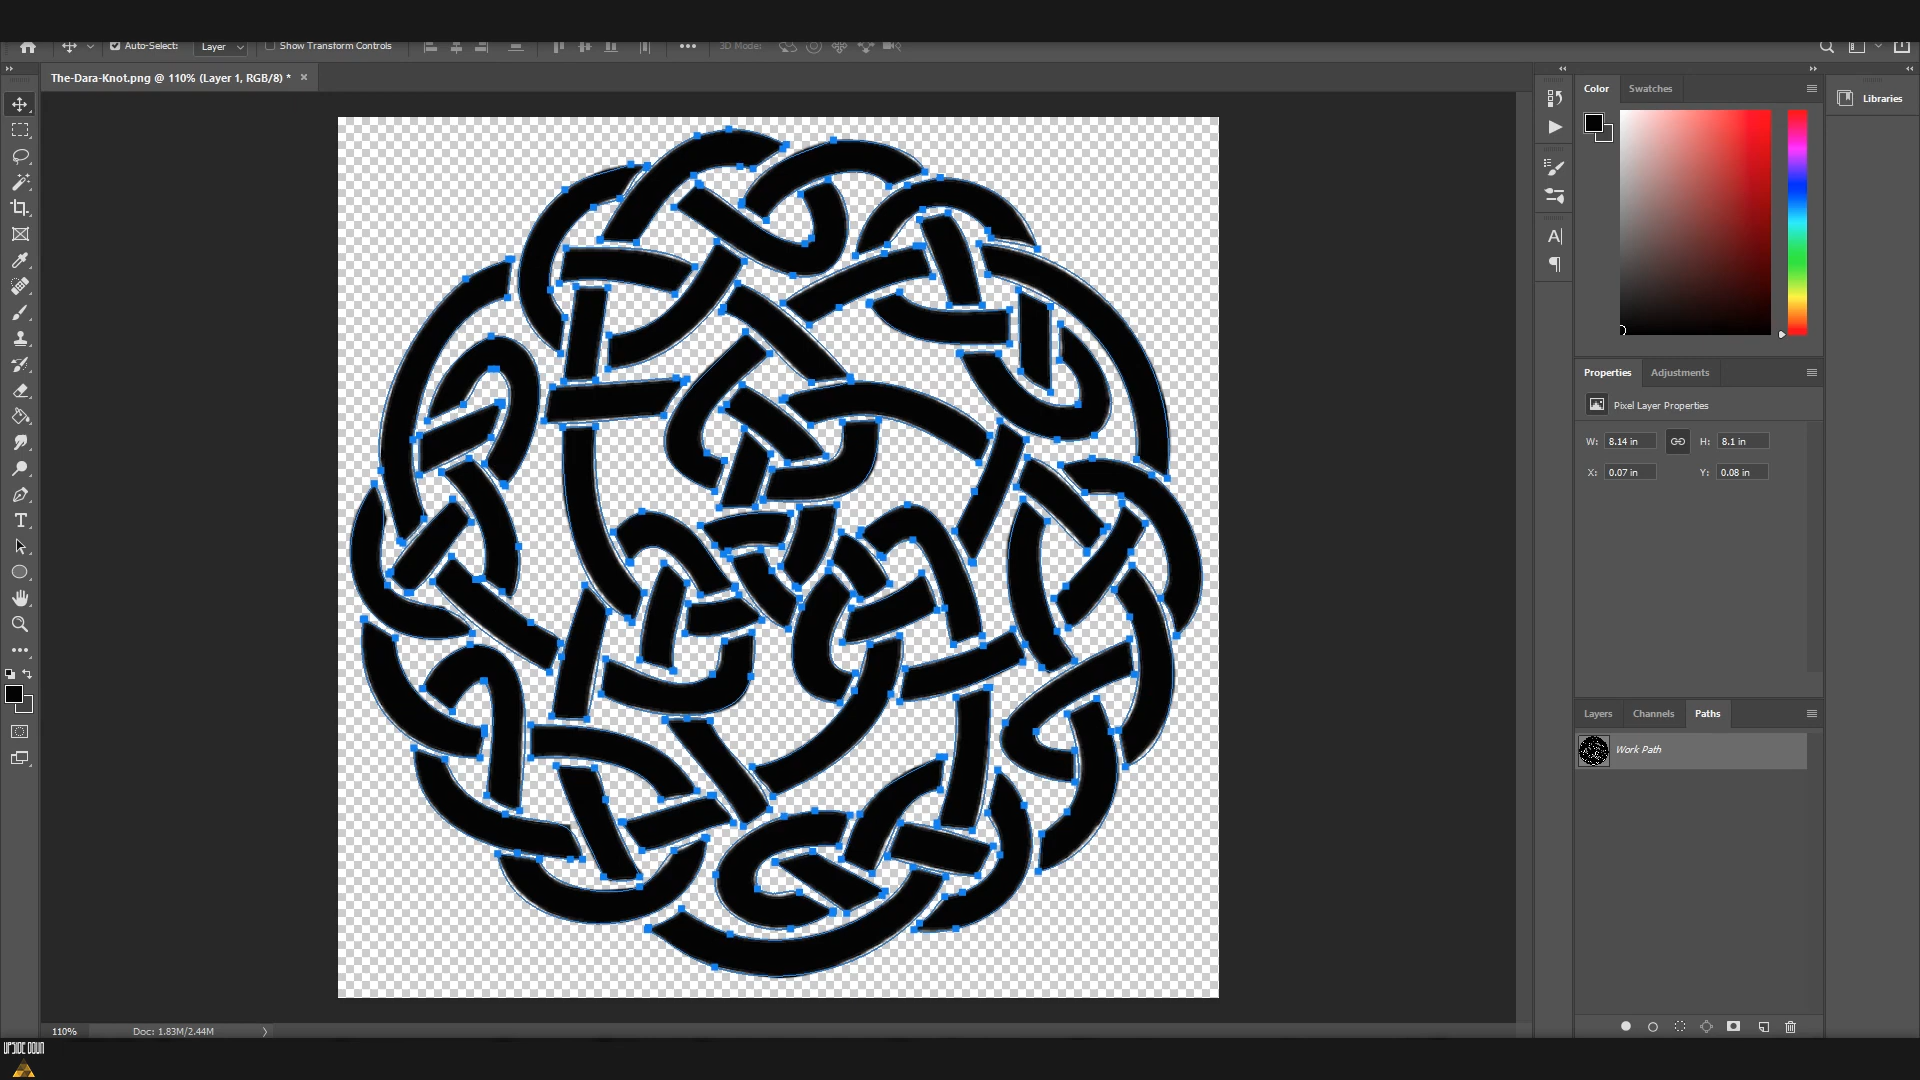 Auto-Select:
Layer
Show Transform Controls
3D Mode:
The-Dara-Knot.png @ 110% (Layer 1, RGB/8) *
Color
Swatches
Libraries
Properties
Adjustments
Pixel Layer Properties
W: 8.14 in
H: 8.1 in
X: 0.07 in
Y: 0.08 in
Layers
Channels
Paths
Work Path
110%
Doc: 1.83M/2.44M
UPSIDE DOWN